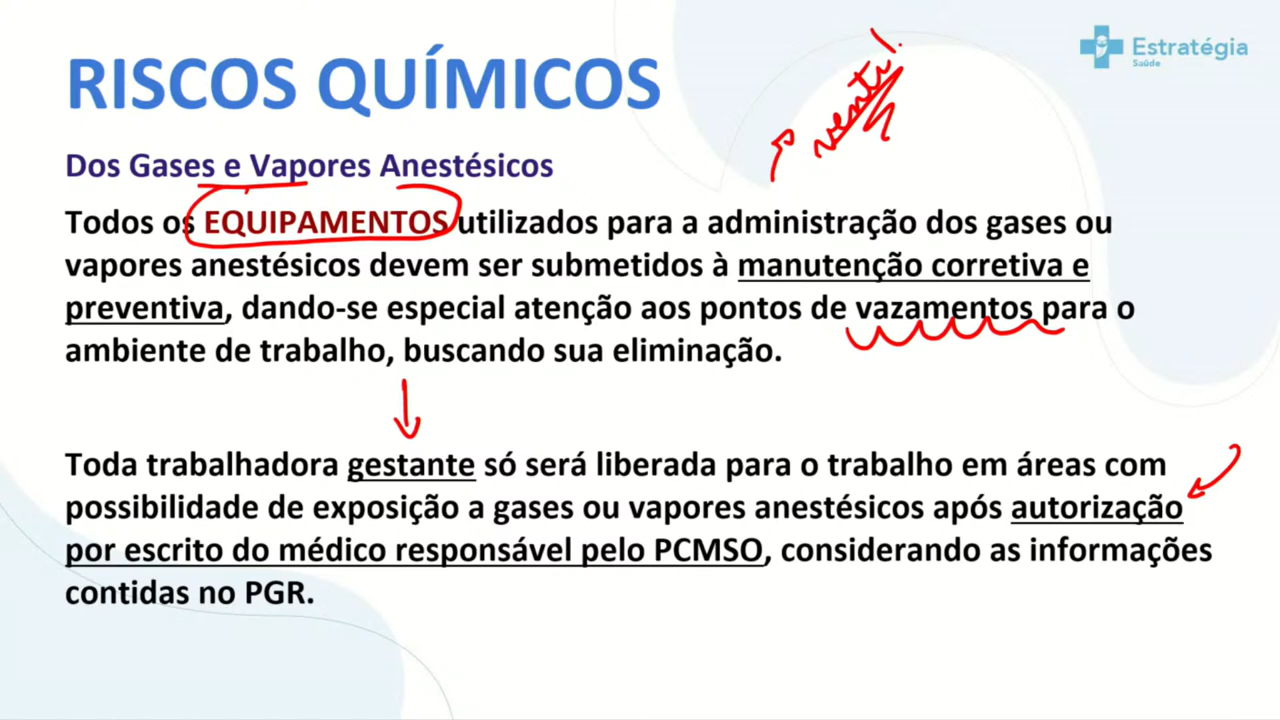 Estratégia
Saúde
RISCOS QUÍMICOS
Dos Gases e Vapores Anestésicos
Todos os EQUIPAMENTOS utilizados para a administração dos gases ou
vapores anestésicos devem ser submetidos à manutenção corretiva e
preventiva, dando-se especial atenção aos pontos de vazamentos para o
ambiente de trabalho, buscando sua eliminação.
Toda trabalhadora gestante só será liberada para o trabalho em áreas com
possibilidade de exposição a gases ou vapores anestésicos após autorização
por escrito do médico responsável pelo PCMSO, considerando as informações
contidas no PGR.